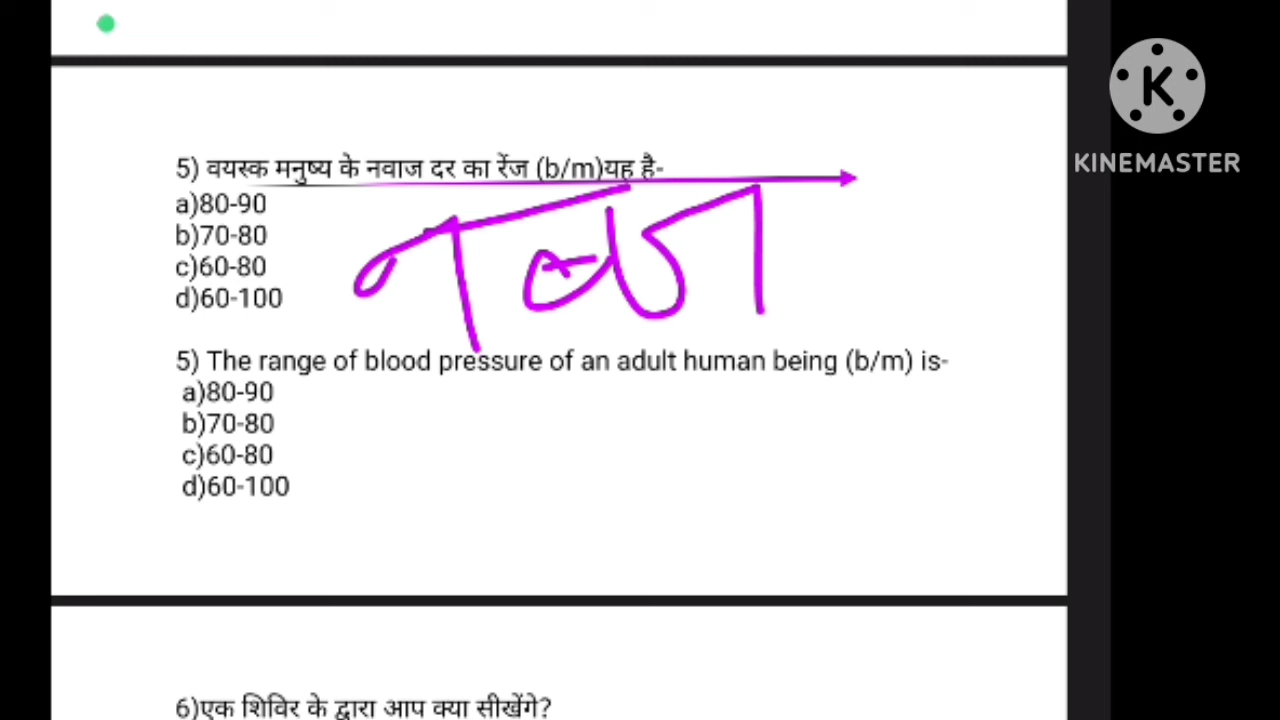 K
KINEMASTER
5) वयस्क मनुष्य के नवाज दर का रेंज (b/m)यह है-
a)80-90
b)70-80
c)60-80
d)60-100
नब्ज
5) The range of blood pressure of an adult human being (b/m) is-
a)80-90
b)70-80
c)60-80
d)60-100
6)एक शिविर के द्वारा आप क्या सीखेंगे?